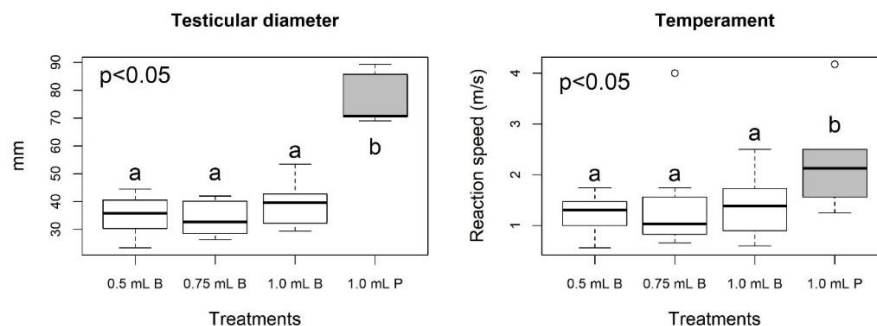 Testicular diameter
p<0.05
mm
90
80
70
60
50
40
30
a
a
a
b
0.5 mL B
0.75 mL B
1.0 mL B
1.0 mL P
Treatments
Temperament
p<0.05
Reaction speed (m/s)
4
3
2
1
a
a
a
b
0.5 mL B
0.75 mL B
1.0 mL B
1.0 mL P
Treatments